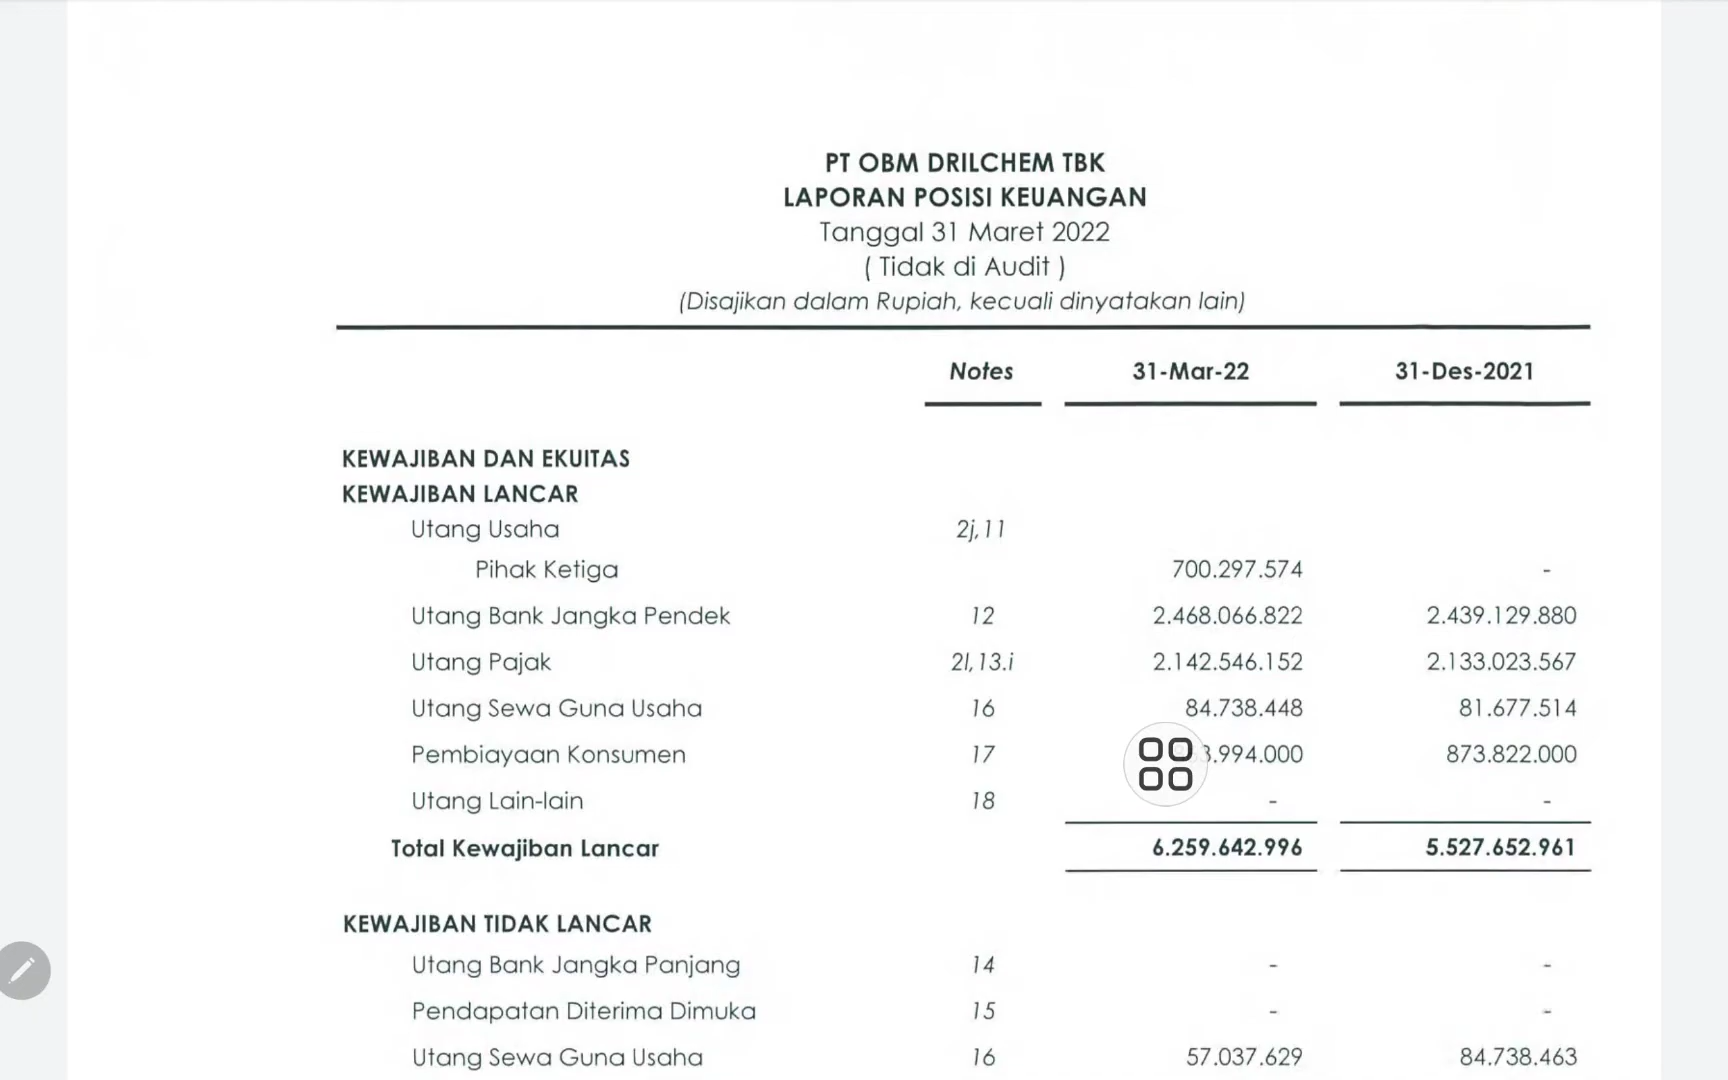 PT OBM DRILCHEM TBK
LAPORAN POSISI KEUANGAN
Tanggal 31 Maret 2022
( Tidak di Audit )
(Disajikan dalam Rupiah, kecuali dinyatakan lain)
Notes 31-Mar-22 31-Des-2021
KEWAJIBAN DAN EKUITAS
KEWAJIBAN LANCAR
Utang Usaha 2j,11
Pihak Ketiga 700.297.574 -
Utang Bank Jangka Pendek 12 2.468.066.822 2.439.129.880
Utang Pajak 2l,13.i 2.142.546.152 2.133.023.567
Utang Sewa Guna Usaha 16 84.738.448 81.677.514
Pembiayaan Konsumen 17 873.822.000
Utang Lain-lain 18 - -
Total Kewajiban Lancar 6.259.642.996 5.527.652.961
KEWAJIBAN TIDAK LANCAR
Utang Bank Jangka Panjang 14 - -
Pendapatan Diterima Dimuka 15 - -
Utang Sewa Guna Usaha 16 57.037.629 84.738.463